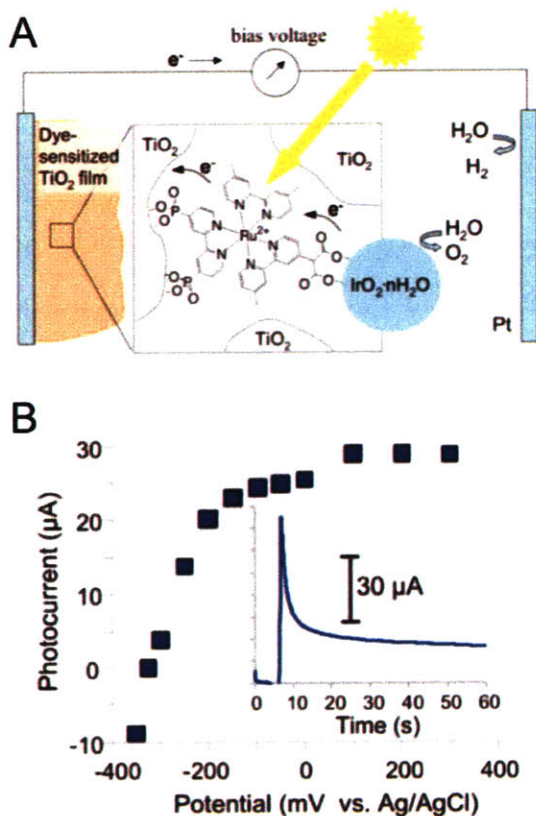 A
bias voltage
e⁻
Dye-
sensitized
TiO₂ film
TiO₂
e⁻
TiO₂
H₂O
H₂
O
O
P
O
N
N
N
Ru²⁺
N
N
N
e⁻
O
O
O
O
H₂O
O₂
IrO₂·nH₂O
O
O
P
O
TiO₂
Pt
B
30
20
10
0
-10
Photocurrent (µA)
30 µA
0 10 20 30 40 50 60
Time (s)
-400 -200 0 200 400
Potential (mV vs. Ag/AgCl)